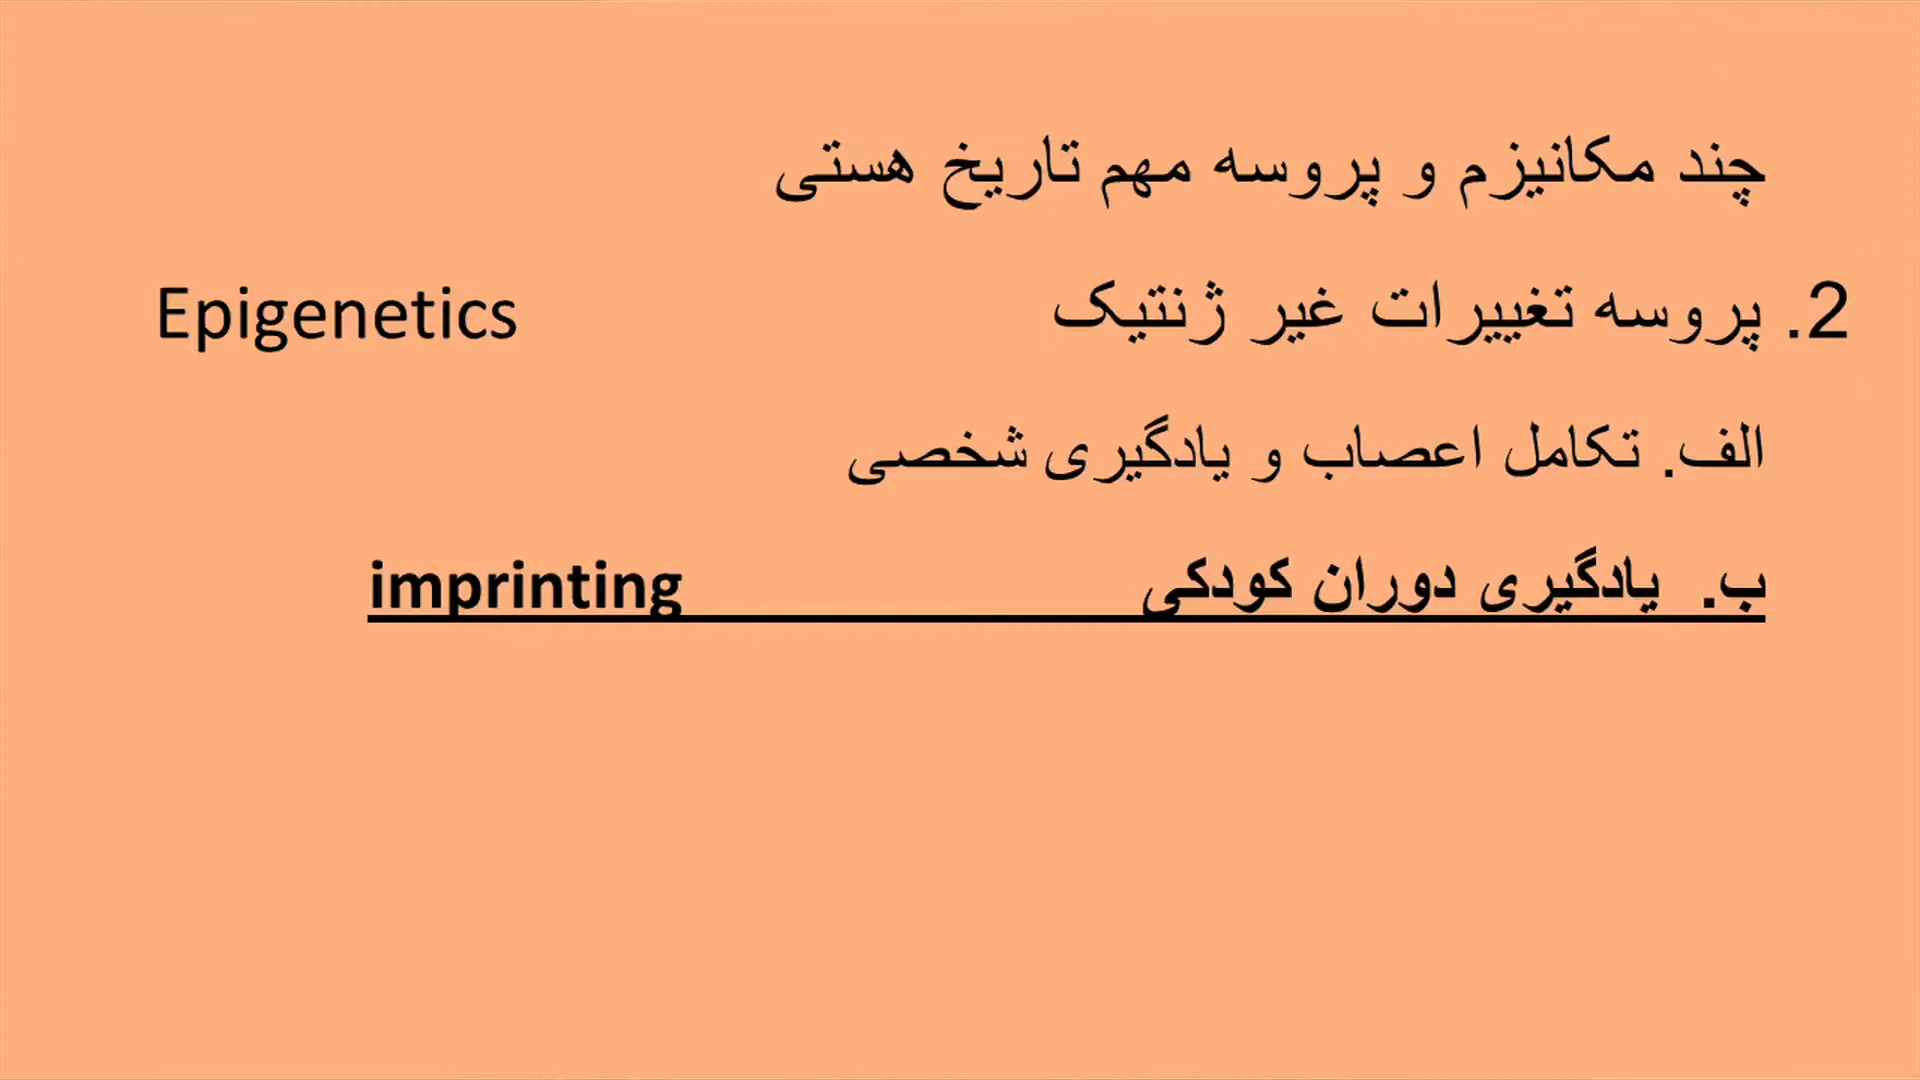 چند مکانیزم و پروسه مهم تاریخ هستی
2. پروسه تغییرات غیر ژنتیک Epigenetics
الف. تکامل اعصاب و یادگیری شخصی
ب. یادگیری دوران کودکی imprinting